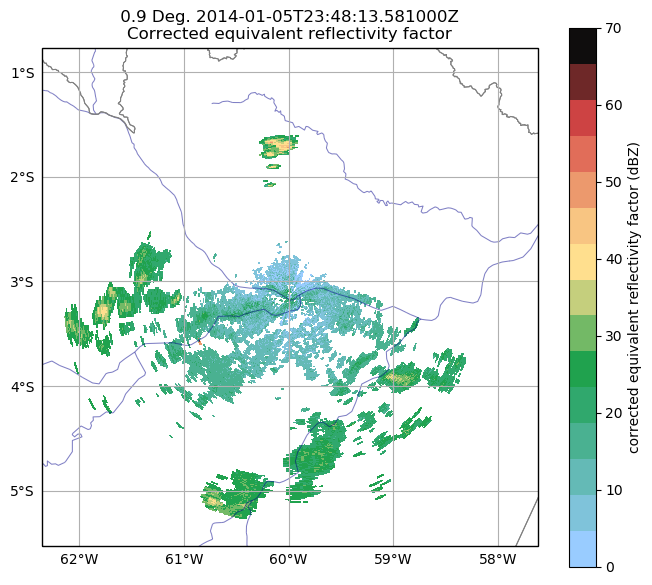 0.9 Deg. 2014-01-05T23:48:13.581000Z
Corrected equivalent reflectivity factor
1°S
2°S
3°S
4°S
5°S
62°W
61°W
60°W
59°W
58°W
70
60
50
40
30
20
10
0
corrected equivalent reflectivity factor (dBZ)